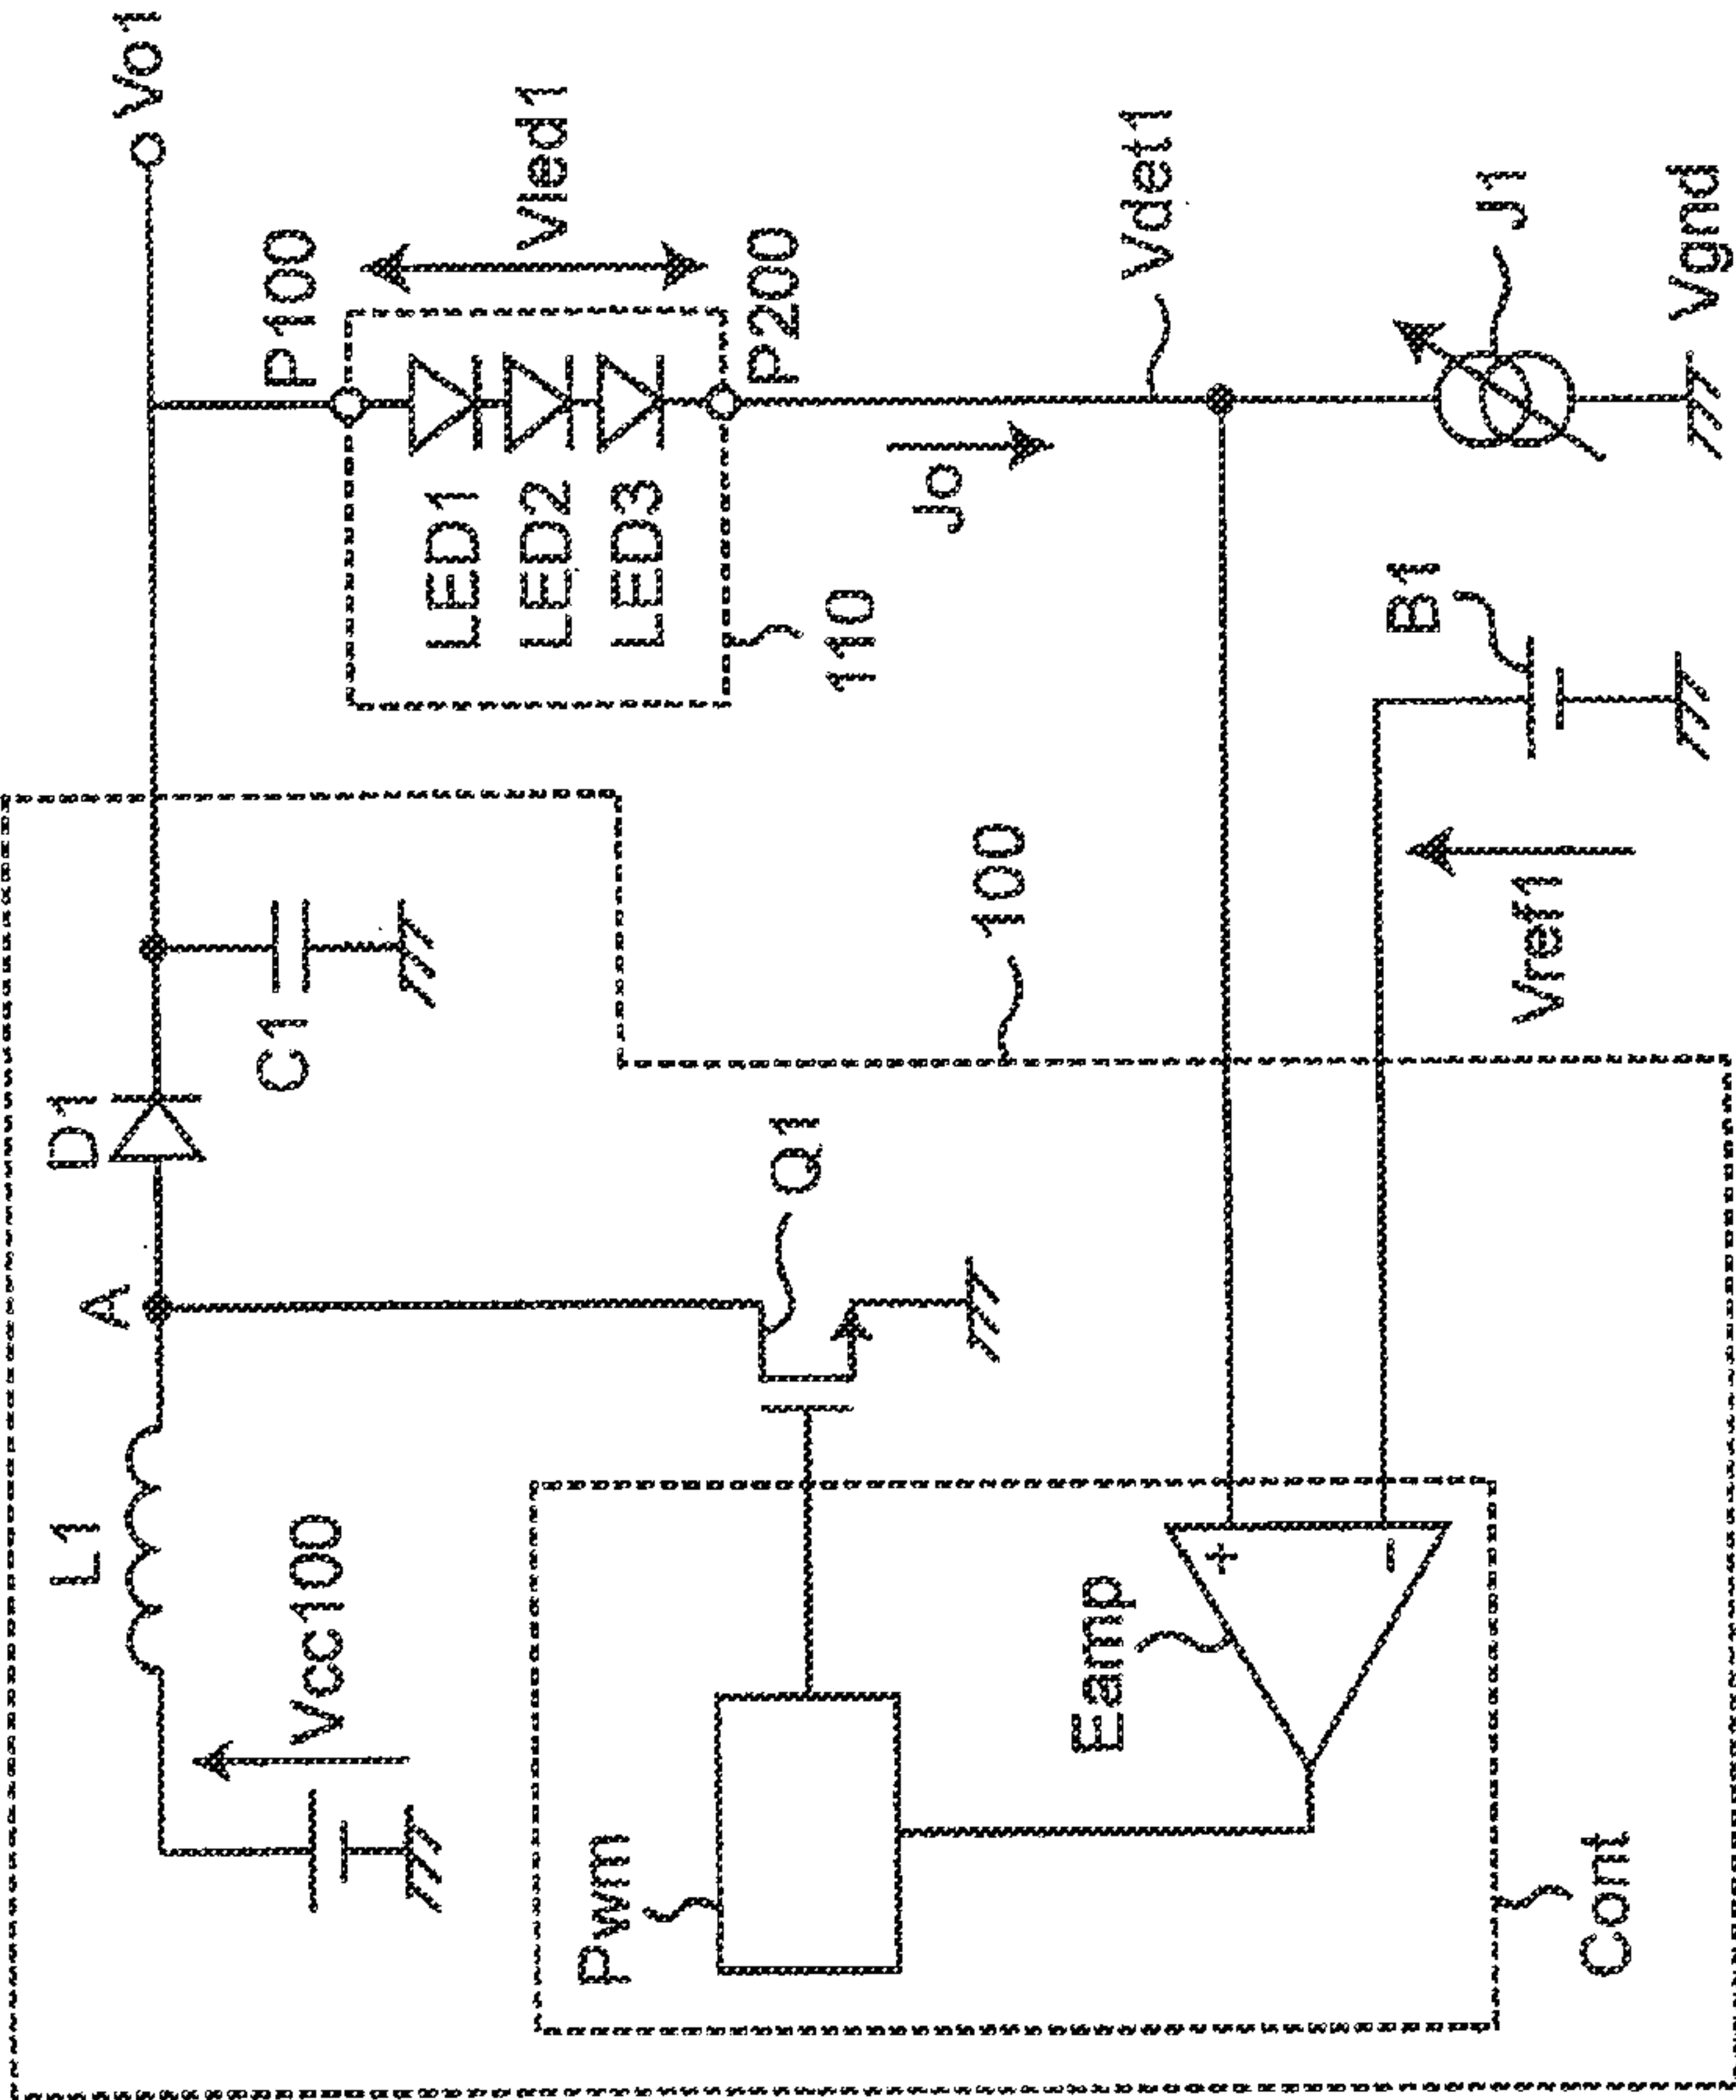 L1
A
D1
Vo1
Vcc100
C1
P100
LED1
LED2
LED3
Vled1
P200
110
Pwm
Q1
100
Jo
Vdet1
Eamp
+
−
B1
J1
Vref1
Vgnd
Cont